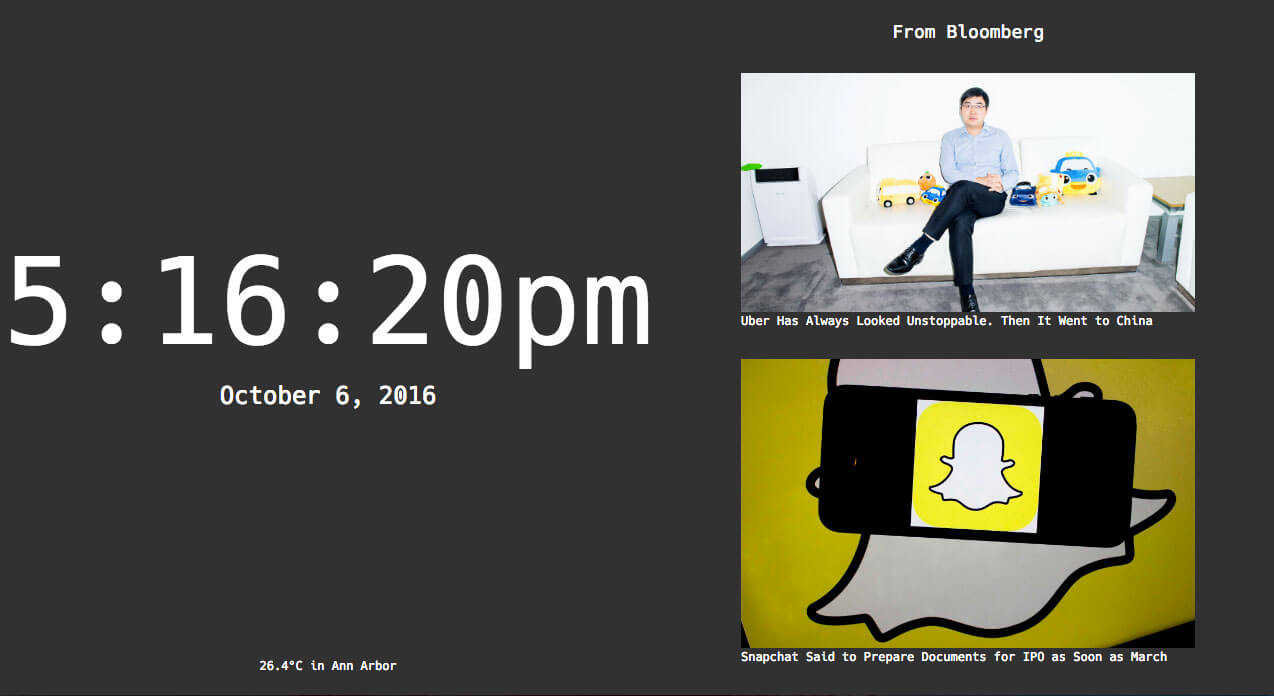 5:16:20pm
October 6, 2016
26.4°C in Ann Arbor
From Bloomberg
Uber Has Always Looked Unstoppable. Then It Went to China
Snapchat Said to Prepare Documents for IPO as Soon as March